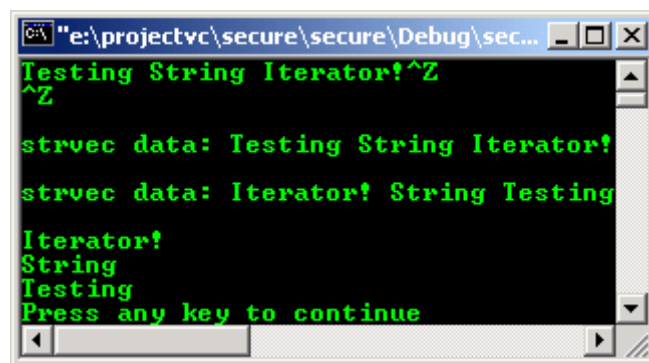 "e:\projectvc\secure\secure\Debug\sec...
Testing String Iterator!^Z
^Z
strvec data: Testing String Iterator!
strvec data: Iterator! String Testing
Iterator!
String
Testing
Press any key to continue